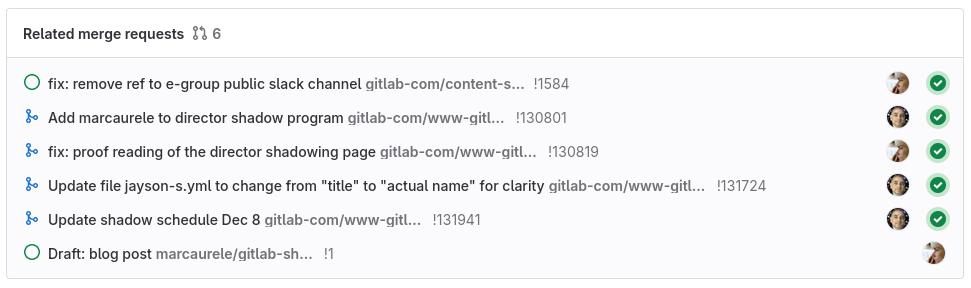 Related merge requests 6
fix: remove ref to e-group public slack channel gitlab-com/content-s... !1584
Add marcaurele to director shadow program gitlab-com/www-gitl... !130801
fix: proof reading of the director shadowing page gitlab-com/www-gitl... !130819
Update file jayson-s.yml to change from "title" to "actual name" for clarity gitlab-com/www-gitl... !131724
Update shadow schedule Dec 8 gitlab-com/www-gitl... !131941
Draft: blog post marcaurele/gitlab-sh... !1